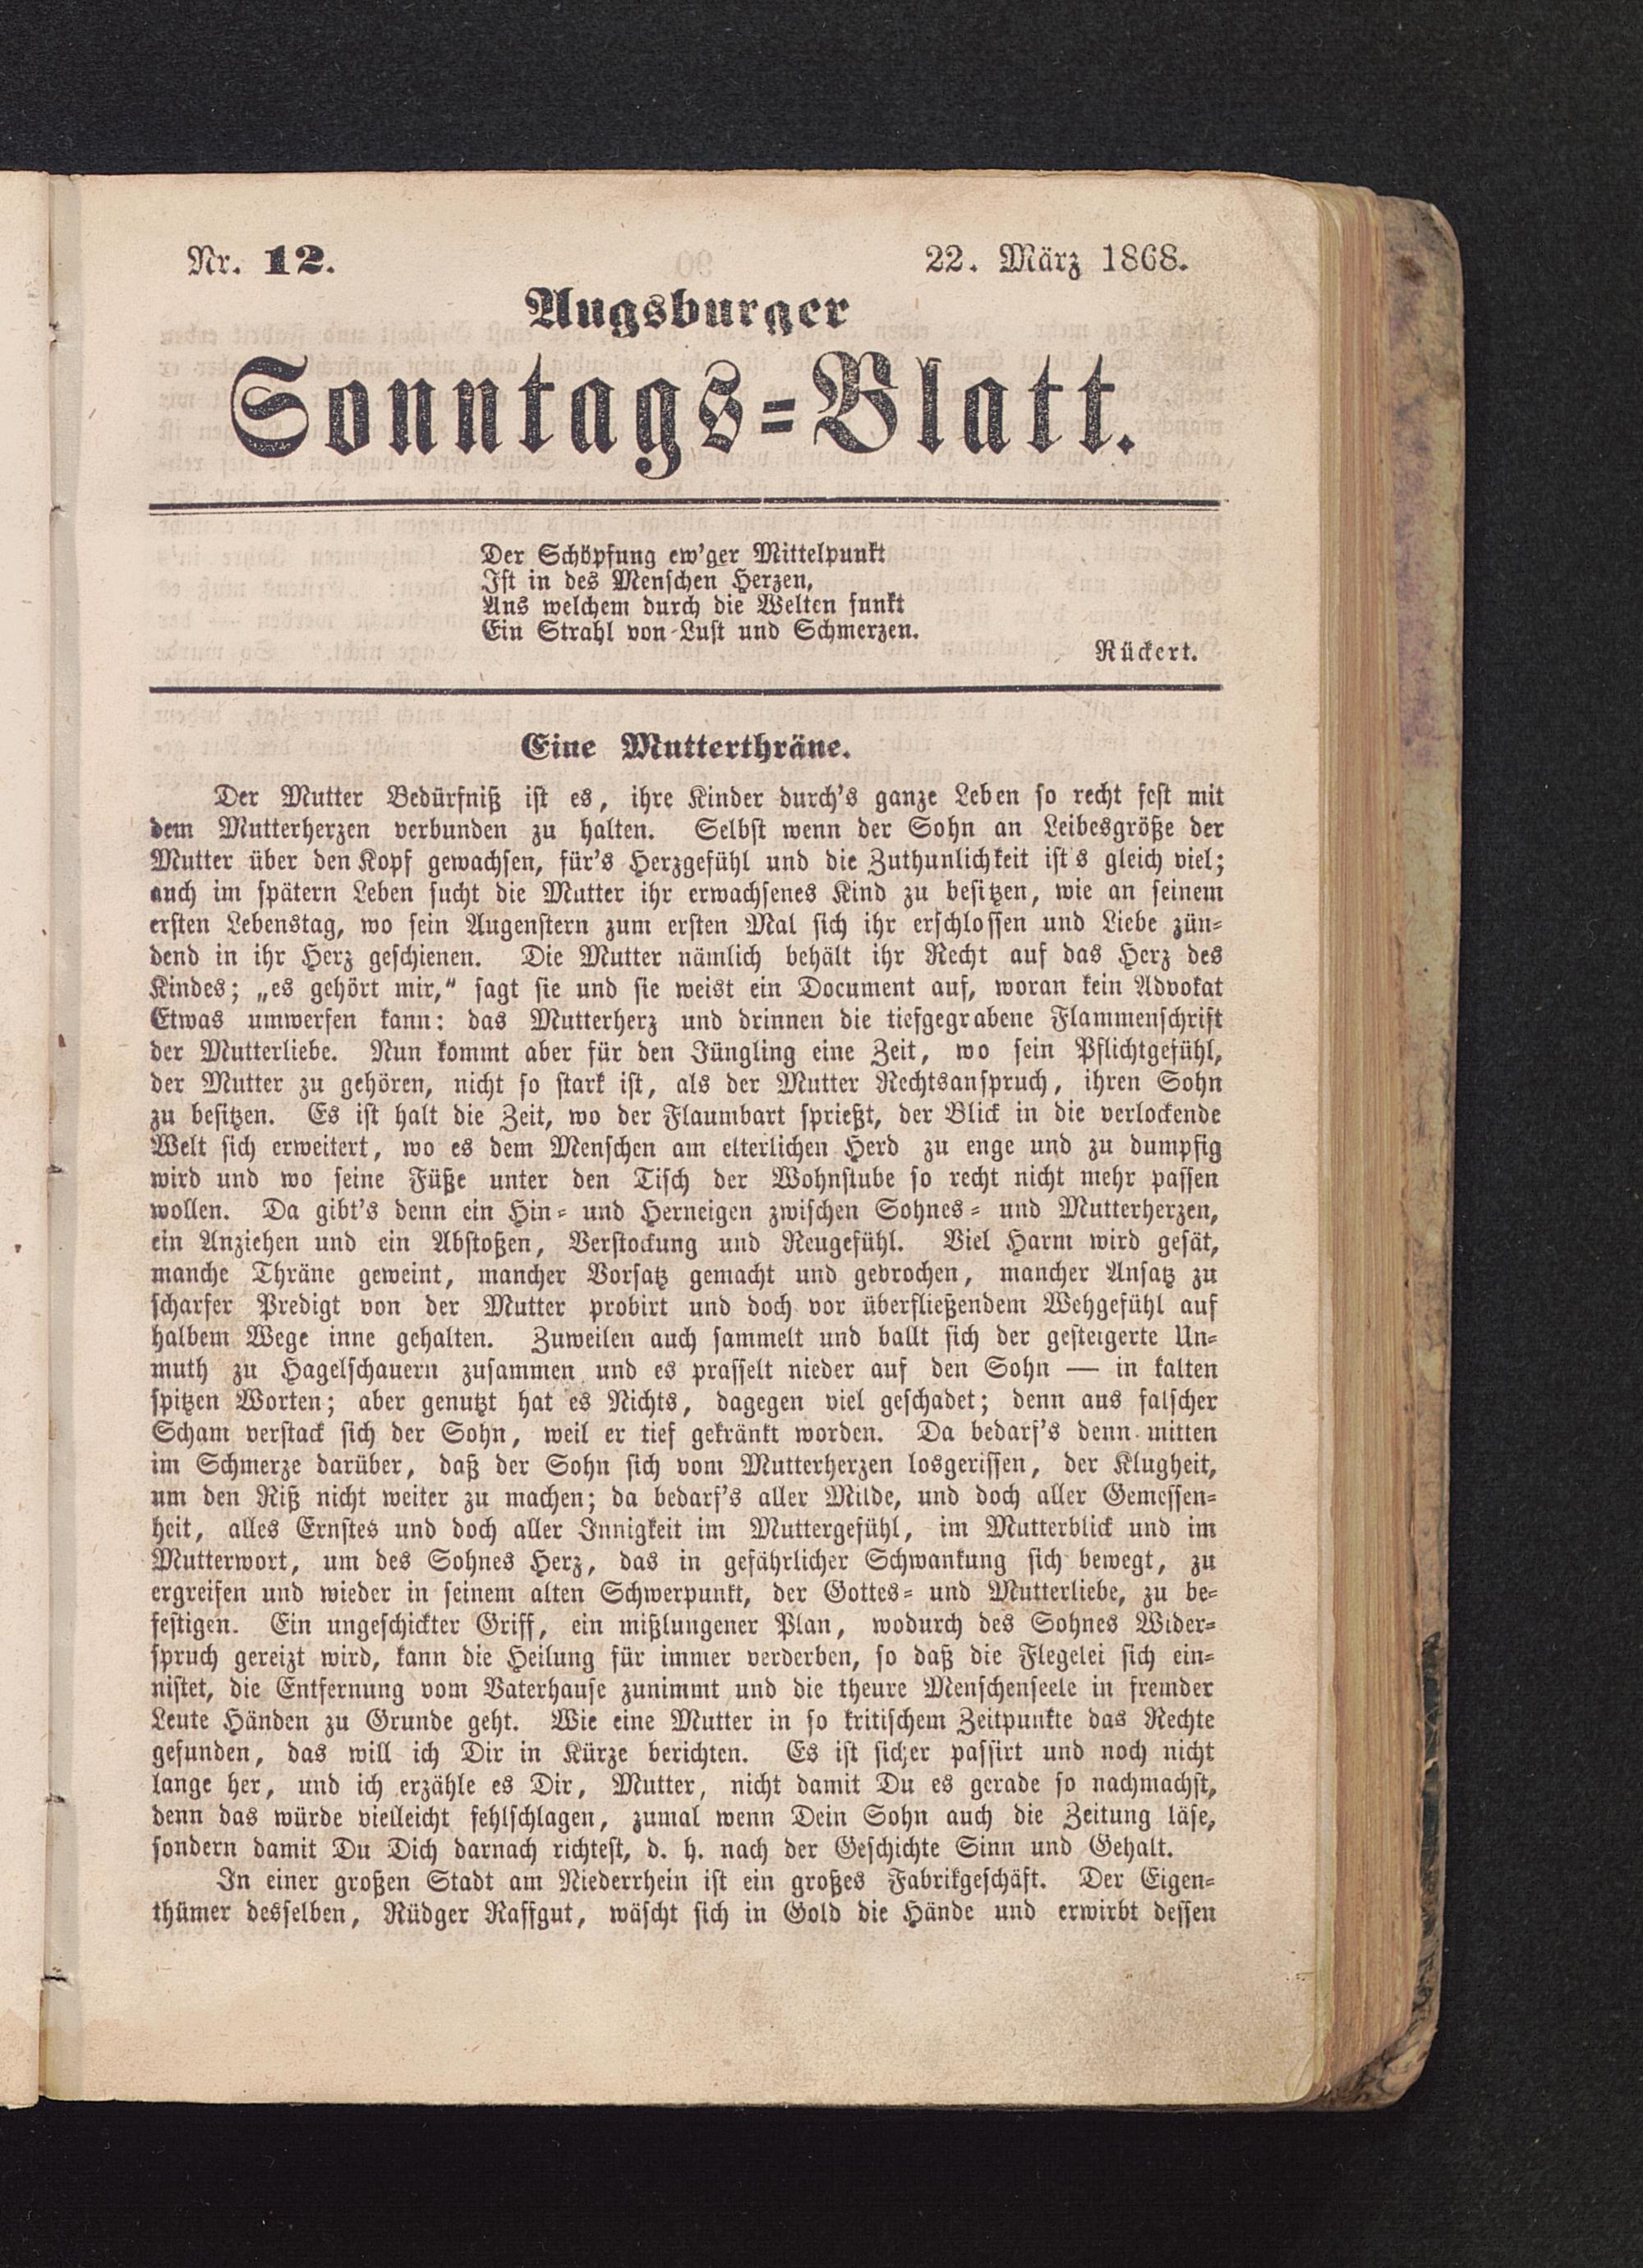 Nr. 12.
22. März 1868.
Augsburger
Sonntags=Blatt.
Der Schöpfung ew'ger Mittelpunkt
Ist in des Menschen Herzen,
Aus welchem durch die Welten funkt
Ein Strahl von Lust und Schmerzen.
Rückert.
Eine Mutterthräne.
Der Mutter Bedürfniß ist es, ihre Kinder durch's ganze Leben so recht fest mit
dem Mutterherzen verbunden zu halten. Selbst wenn der Sohn an Leibesgröße der
Mutter über den Kopf gewachsen, für's Herzgefühl und die Zuthunlichkeit ist s gleich viel;
auch im spätern Leben sucht die Mutter ihr erwachsenes Kind zu besitzen, wie an seinem
ersten Lebenstag, wo sein Augenstern zum ersten Mal sich ihr erschlossen und Liebe zün=
dend in ihr Herz geschienen. Die Mutter nämlich behält ihr Recht auf das Herz des
Kindes; „es gehört mir,“ sagt sie und sie weist ein Document auf, woran kein Advokat
Etwas umwerfen kann: das Mutterherz und drinnen die tiefgegrabene Flammenschrift
der Mutterliebe. Nun kommt aber für den Jüngling eine Zeit, wo sein Pflichtgefühl,
der Mutter zu gehören, nicht so stark ist, als der Mutter Rechtsanspruch, ihren Sohn
zu besitzen. Es ist halt die Zeit, wo der Flaumbart sprießt, der Blick in die verlockende
Welt sich erweitert, wo es dem Menschen am elterlichen Herd zu enge und zu dumpfig
wird und wo seine Füße unter den Tisch der Wohnstube so recht nicht mehr passen
wollen. Da gibt's denn ein Hin= und Herneigen zwischen Sohnes= und Mutterherzen,
ein Anziehen und ein Abstoßen, Verstockung und Reugefühl. Viel Harm wird gesät,
manche Thräne geweint, mancher Vorsatz gemacht und gebrochen, mancher Ansatz zu
scharfer Predigt von der Mutter probirt und doch vor überfließendem Wehgefühl auf
halbem Wege inne gehalten. Zuweilen auch sammelt und ballt sich der gesteigerte Un=
muth zu Hagelschauern zusammen und es prasselt nieder auf den Sohn — in kalten
spitzen Worten; aber genutzt hat es Nichts, dagegen viel geschadet; denn aus falscher
Scham verstack sich der Sohn, weil er tief gekränkt worden. Da bedarf's denn mitten
im Schmerze darüber, daß der Sohn sich vom Mutterherzen losgerissen, der Klugheit,
um den Riß nicht weiter zu machen; da bedarf's aller Milde, und doch aller Gemessen=
heit, alles Ernstes und doch aller Innigkeit im Muttergefühl, im Mutterblick und im
Mutterwort, um des Sohnes Herz, das in gefährlicher Schwankung sich bewegt, zu
ergreifen und wieder in seinem alten Schwerpunkt, der Gottes= und Mutterliebe, zu be=
festigen. Ein ungeschickter Griff, ein mißlungener Plan, wodurch des Sohnes Wider=
spruch gereizt wird, kann die Heilung für immer verderben, so daß die Flegelei sich ein=
nistet, die Entfernung vom Vaterhause zunimmt und die theure Menschenseele in fremder
Leute Händen zu Grunde geht. Wie eine Mutter in so kritischem Zeitpunkte das Rechte
gefunden, das will ich Dir in Kürze berichten. Es ist sicher passirt und noch nicht
lange her, und ich erzähle es Dir, Mutter, nicht damit Du es gerade so nachmachst,
denn das würde vielleicht fehlschlagen, zumal wenn Dein Sohn auch die Zeitung läse,
sondern damit Du Dich darnach richtest, d. h. nach der Geschichte Sinn und Gehalt.
In einer großen Stadt am Niederrhein ist ein großes Fabrikgeschäft. Der Eigen=
thümer desselben, Rüdger Raffgut, wäscht sich in Gold die Hände und erwirbt dessen